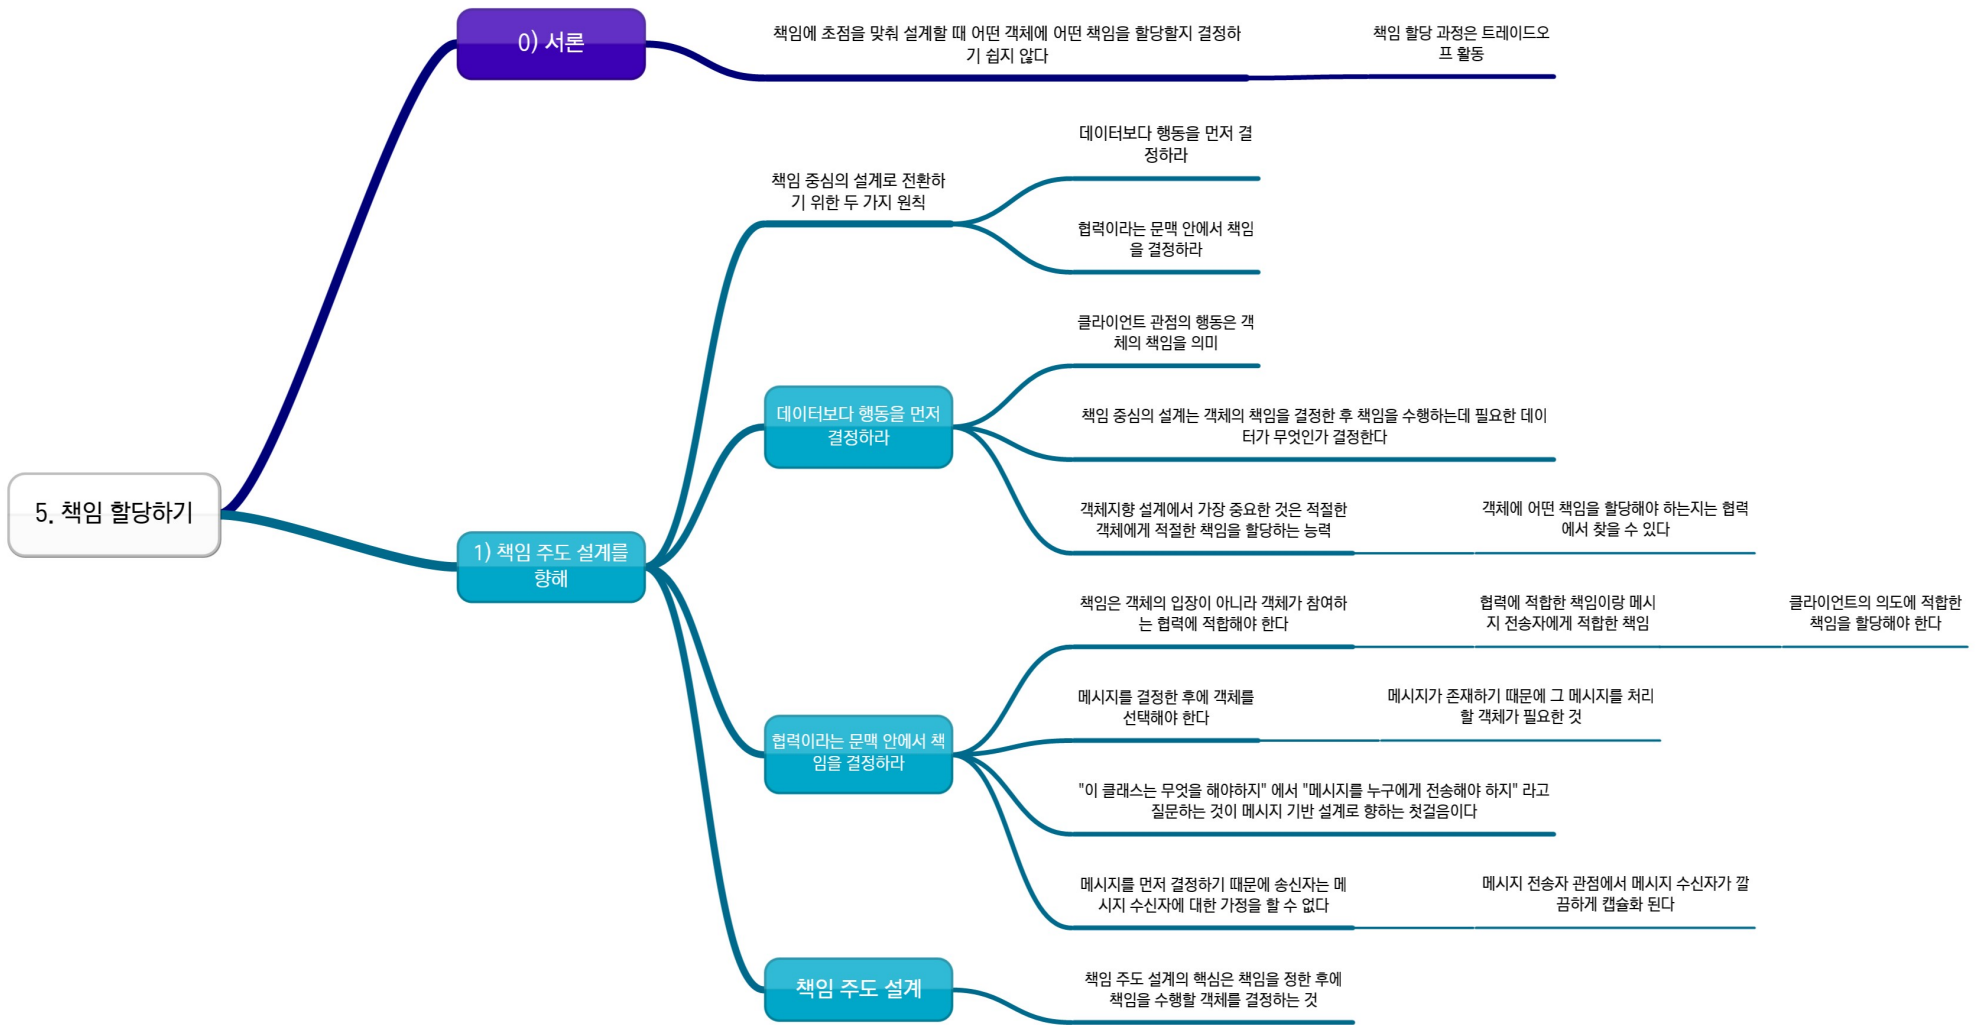 0) 서론
책임에 초점을 맞춰 설계할 때 어떤 객체에 어떤 책임을 할당할지 결정하
기 쉽지 않다
책임 할당 과정은 트레이드오
프 활동
5. 책임 할당하기
1) 책임 주도 설계를
향해
책임 중심의 설계로 전환하
기 위한 두 가지 원칙
데이터보다 행동을 먼저 결
정하라
협력이라는 문맥 안에서 책임
을 결정하라
데이터보다 행동을 먼저
결정하라
클라이언트 관점의 행동은 객
체의 책임을 의미
책임 중심의 설계는 객체의 책임을 결정한 후 책임을 수행하는데 필요한 데이
터가 무엇인가 결정한다
객체지향 설계에서 가장 중요한 것은 적절한
객체에게 적절한 책임을 할당하는 능력
객체에 어떤 책임을 할당해야 하는지는 협력
에서 찾을 수 있다
협력이라는 문맥 안에서 책
임을 결정하라
책임은 객체의 입장이 아니라 객체가 참여하
는 협력에 적합해야 한다
협력에 적합한 책임이랑 메시
지 전송자에게 적합한 책임
클라이언트의 의도에 적합한
책임을 할당해야 한다
메시지를 결정한 후에 객체를
선택해야 한다
메시지가 존재하기 때문에 그 메시지를 처리
할 객체가 필요한 것
"이 클래스는 무엇을 해야하지" 에서 "메시지를 누구에게 전송해야 하지" 라고
질문하는 것이 메시지 기반 설계로 향하는 첫걸음이다
메시지를 먼저 결정하기 때문에 송신자는 메
시지 수신자에 대한 가정을 할 수 없다
메시지 전송자 관점에서 메시지 수신자가 깔
끔하게 캡슐화 된다
책임 주도 설계
책임 주도 설계의 핵심은 책임을 정한 후에
책임을 수행할 객체를 결정하는 것